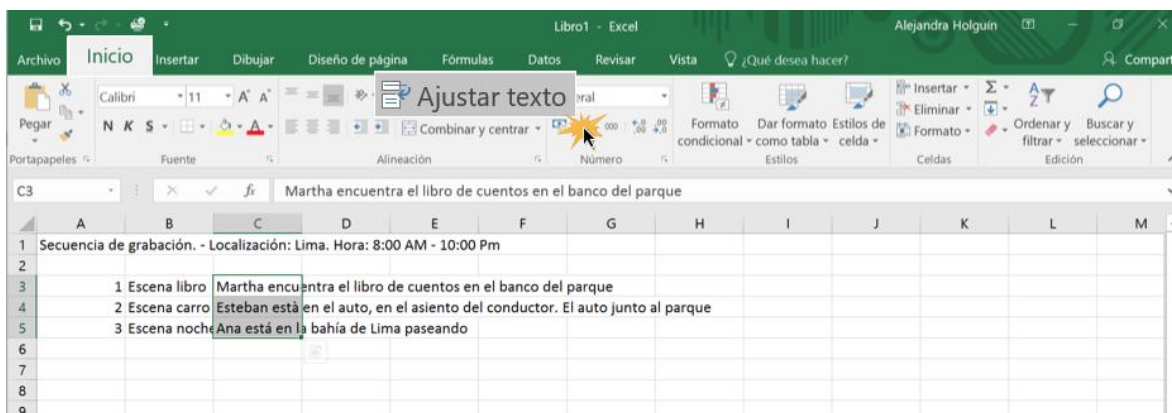 Libro1 - Excel
Alejandra Holguín
Archivo Inicio Insertar Dibujar Diseño de página Fórmulas Datos Revisar Vista ¿Qué desea hacer? Compart
Pegar
Calibri 11 A A
N K S A
Ajustar texto
Combinar y centrar
eral
000
Formato condicional
Dar formato como tabla
Estilos de celda
Insertar
Eliminar
Formato
Ordenar y filtrar
Buscar y seleccionar
Portapapeles Fuente Alineación Número Estilos Celdas Edición
C3 fx Martha encuentra el libro de cuentos en el banco del parque
A B C D E F G H I J K L M
1 Secuencia de grabación. - Localización: Lima. Hora: 8:00 AM - 10:00 Pm
2
3 1 Escena libro Martha encuentra el libro de cuentos en el banco del parque
4 2 Escena carro Esteban està en el auto, en el asiento del conductor. El auto junto al parque
5 3 Escena noche Ana está en la bahía de Lima paseando
6
7
8
9